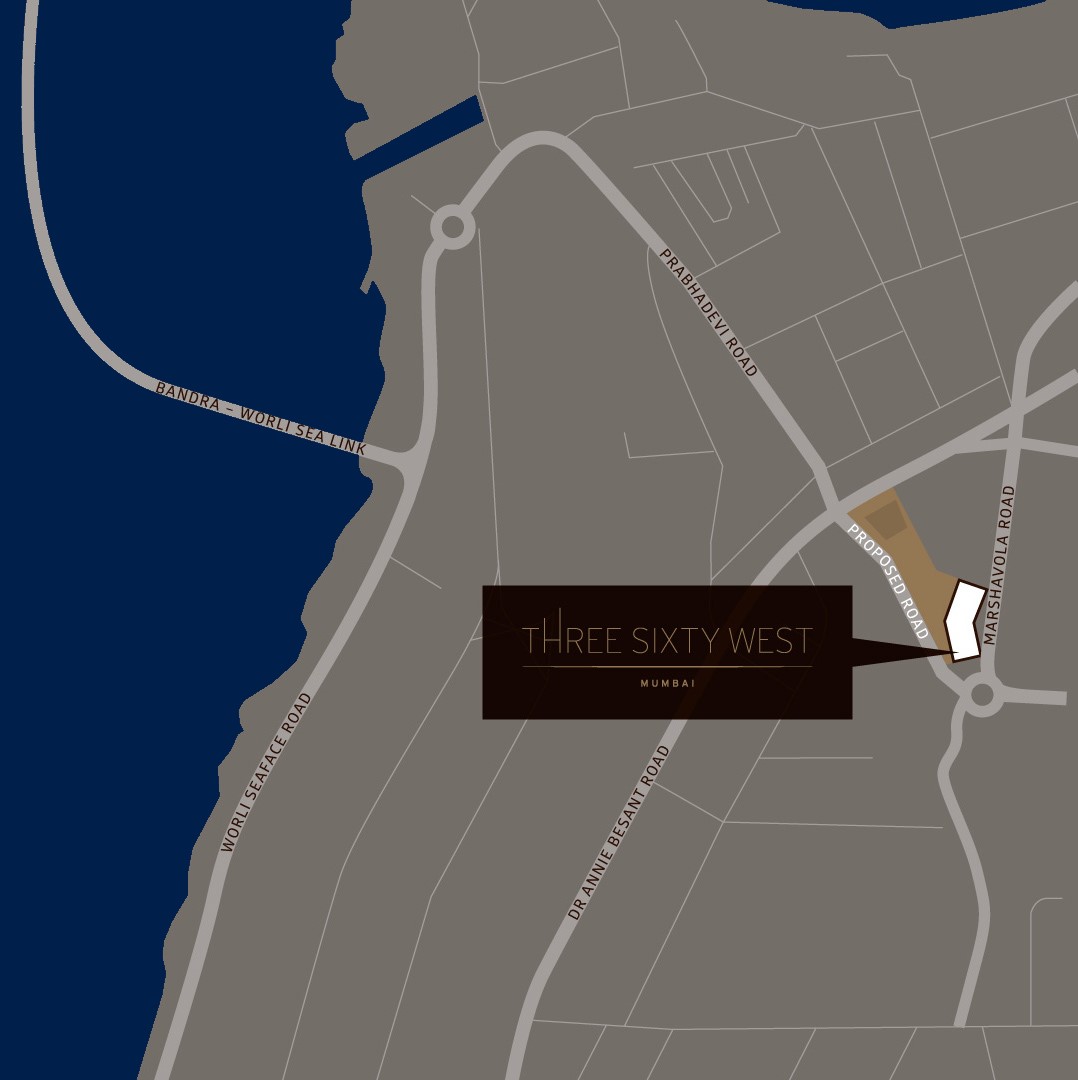 PRABHADEVI ROAD
BANDRA – WORLI SEA LINK
MARSHAVOLA ROAD
PROPOSED ROAD
THREE SIXTY WEST
MUMBAI
WORLI SEAFACE ROAD
DR ANNIE BESANT ROAD